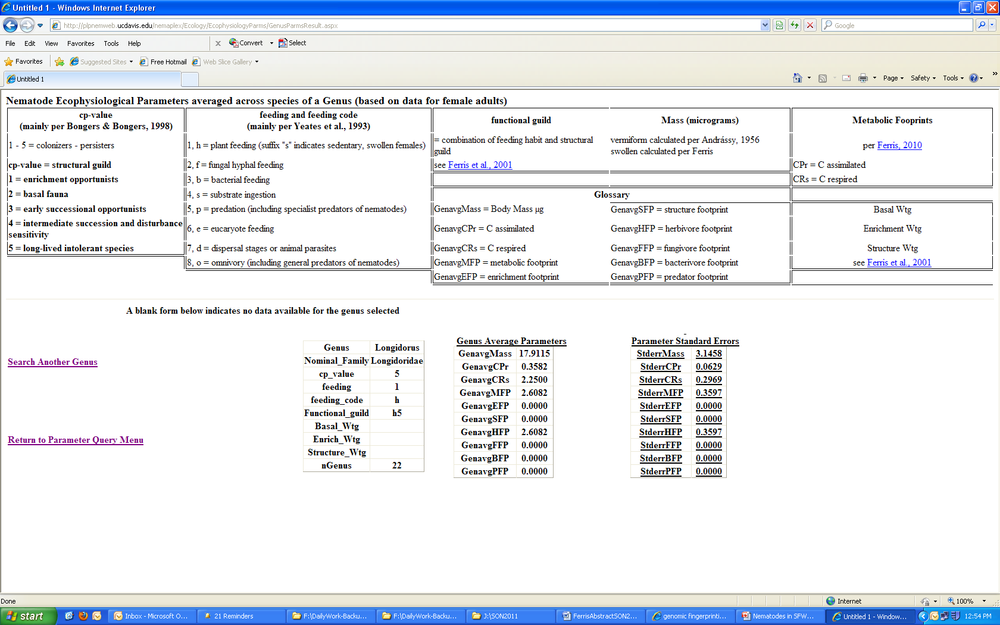 Untitled 1 - Windows Internet Explorer
http://plpnemweb.ucdavis.edu/nemaplex/Ecology/EcophysiologyParms/GenusParmsResult.aspx
Google
File Edit View Favorites Tools Help
x Convert Select
Favorites Suggested Sites Free Hotmail Web Slice Gallery
Untitled 1
Page Safety Tools »
Nematode Ecophysiological Parameters averaged across species of a Genus (based on data for female adults)
cp-value
(mainly per Bongers & Bongers, 1998)
1 - 5 = colonizers - persisters
cp-value = structural guild
1 = enrichment opportunists
2 = basal fauna
3 = early successional opportunists
4 = intermediate succession and disturbance
sensitivity
5 = long-lived intolerant species
feeding and feeding code
(mainly per Yeates et al., 1993)
1, h = plant feeding (suffix "s" indicates sedentary, swollen females)
2, f = fungal hyphal feeding
3, b = bacterial feeding
4, s = substrate ingestion
5, p = predation (including specialist predators of nematodes)
6, e = eucaryote feeding
7, d = dispersal stages or animal parasites
8, o = omnivory (including general predators of nematodes)
functional guild
= combination of feeding habit and structural
guild
see Ferris et al., 2001
Mass (micrograms)
vermiform calculated per Andrássy, 1956
swollen calculated per Ferris
Metabolic Fooprints
per Ferris, 2010
CPr = C assimilated
CRs = C respired
Glossary
GenavgMass = Body Mass µg
GenavgCPr = C assimilated
GenavgCRs = C respired
GenavgMFP = metabolic footprint
GenavgEFP = enrichment footprint
GenavgSFP = structure footprint
GenavgHFP = herbivore footprint
GenavgFFP = fungivore footprint
GenavgBFP = bacterivore footprint
GenavgPFP = predator footprint
Basal Wtg
Enrichment Wtg
Structure Wtg
see Ferris et al., 2001
A blank form below indicates no data available for the genus selected
Search Another Genus
Return to Parameter Query Menu
Genus Longidorus
Nominal_Family Longidoridae
cp_value 5
feeding 1
feeding_code h
Functional_guild h5
Basal_Wtg
Enrich_Wtg
Structure_Wtg
nGenus 22
Genus Average Parameters
GenavgMass 17.9115
GenavgCPr 0.3582
GenavgCRs 2.2500
GenavgMFP 2.6082
GenavgEFP 0.0000
GenavgSFP 0.0000
GenavgHFP 2.6082
GenavgFFP 0.0000
GenavgBFP 0.0000
GenavgPFP 0.0000
Parameter Standard Errors
StderrMass 3.1458
StderrCPr 0.0629
StderrCRs 0.2969
StderrMFP 0.3597
StderrEFP 0.0000
StderrSFP 0.0000
StderrHFP 0.3597
StderrFFP 0.0000
StderrBFP 0.0000
StderrPFP 0.0000
Done Internet 100%
start Inbox - Microsoft O... 21 Reminders F:\DailyWork-Backu... F:\DailyWork-Backu... J:\SON2011 FerrisAbstractSON2... genomic fingerprinti... Nematodes in SFW... Untitled 1 - Window... 12:54 PM